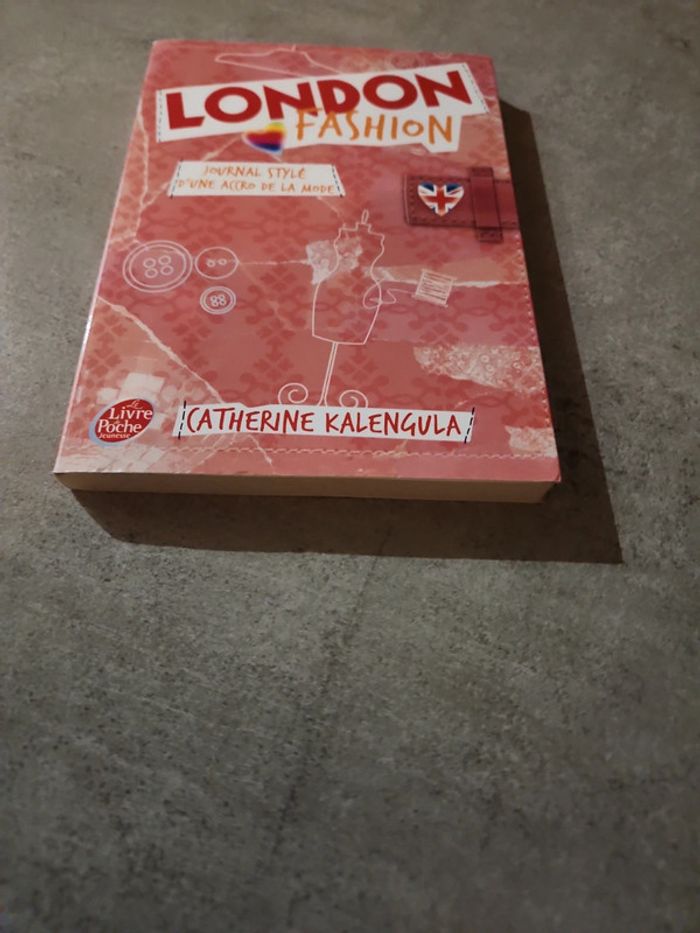 LONDON
FASHION
JOURNAL STYLÉ
D'UNE ACCRO DE LA MODE
Le
Livre
de
Poche
Jeunesse
CATHERINE KALENGULA